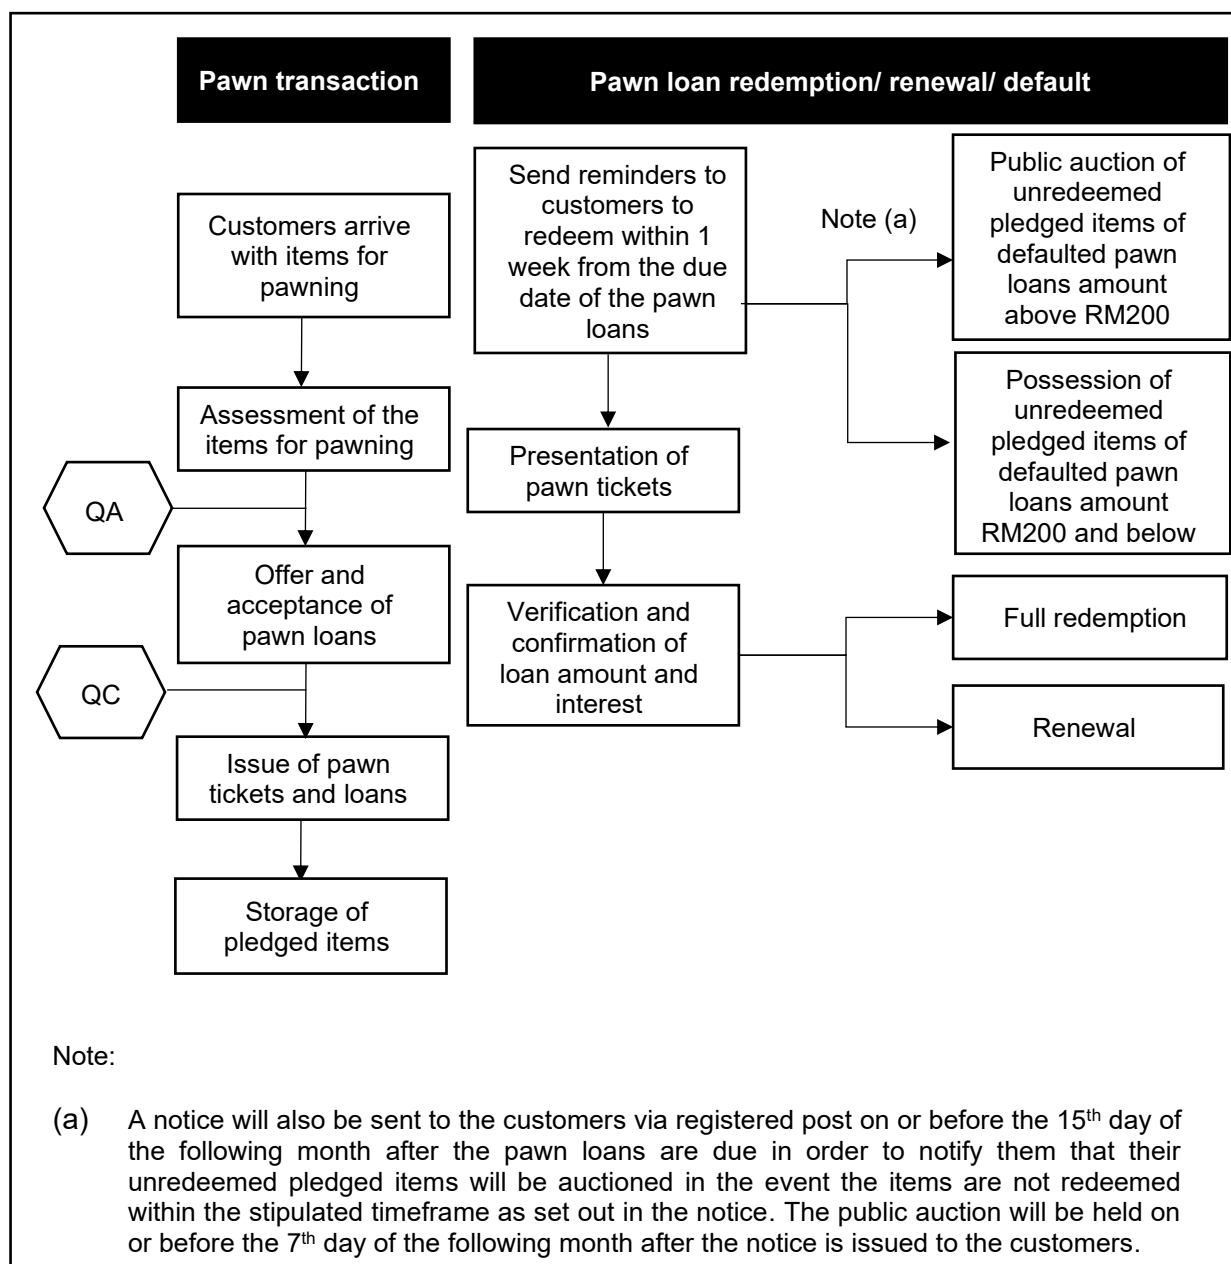 Pawn transaction
Customers arrive
with items for
pawning
Assessment of the
items for pawning
QA
Offer and
acceptance of
pawn loans
QC
Issue of pawn
tickets and loans
Storage of
pledged items
Pawn loan redemption/ renewal/ default
Send reminders to
customers to
redeem within 1
week from the due
date of the pawn
loans
Note (a)
Public auction of
unredeemed
pledged items of
defaulted pawn
loans amount
above RM200
Possession of
unredeemed
pledged items of
defaulted pawn
loans amount
RM200 and below
Presentation of
pawn tickets
Verification and
confirmation of
loan amount and
interest
Full redemption
Renewal
Note:
(a) A notice will also be sent to the customers via registered post on or before the 15th day of
the following month after the pawn loans are due in order to notify them that their
unredeemed pledged items will be auctioned in the event the items are not redeemed
within the stipulated timeframe as set out in the notice. The public auction will be held on
or before the 7th day of the following month after the notice is issued to the customers.